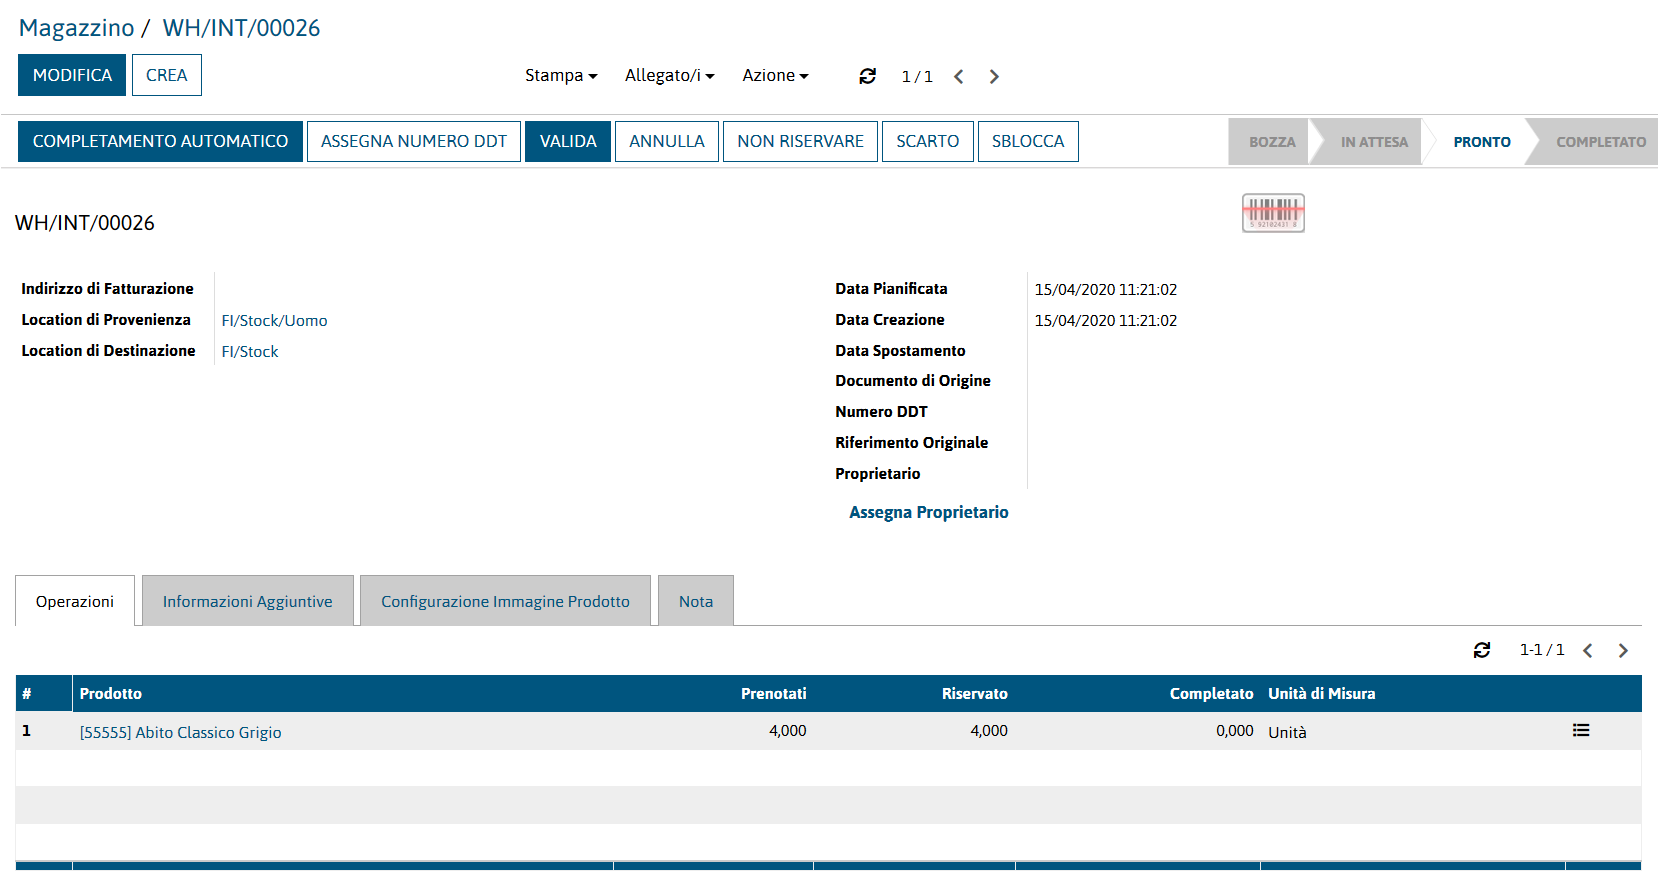 Magazzino / WH/INT/00026
MODIFICA CREA Stampa Allegato/i Azione 1 / 1
COMPLETAMENTO AUTOMATICO ASSEGNA NUMERO DDT VALIDA ANNULLA NON RISERVARE SCARTO SBLOCCA BOZZA IN ATTESA PRONTO COMPLETATO
WH/INT/00026
Indirizzo di Fatturazione
Location di Provenienza FI/Stock/Uomo
Location di Destinazione FI/Stock
Data Pianificata 15/04/2020 11:21:02
Data Creazione 15/04/2020 11:21:02
Data Spostamento
Documento di Origine
Numero DDT
Riferimento Originale
Proprietario
Assegna Proprietario
Operazioni Informazioni Aggiuntive Configurazione Immagine Prodotto Nota
1-1 / 1
# Prodotto Prenotati Riservato Completato Unità di Misura
1 [55555] Abito Classico Grigio 4,000 4,000 0,000 Unità